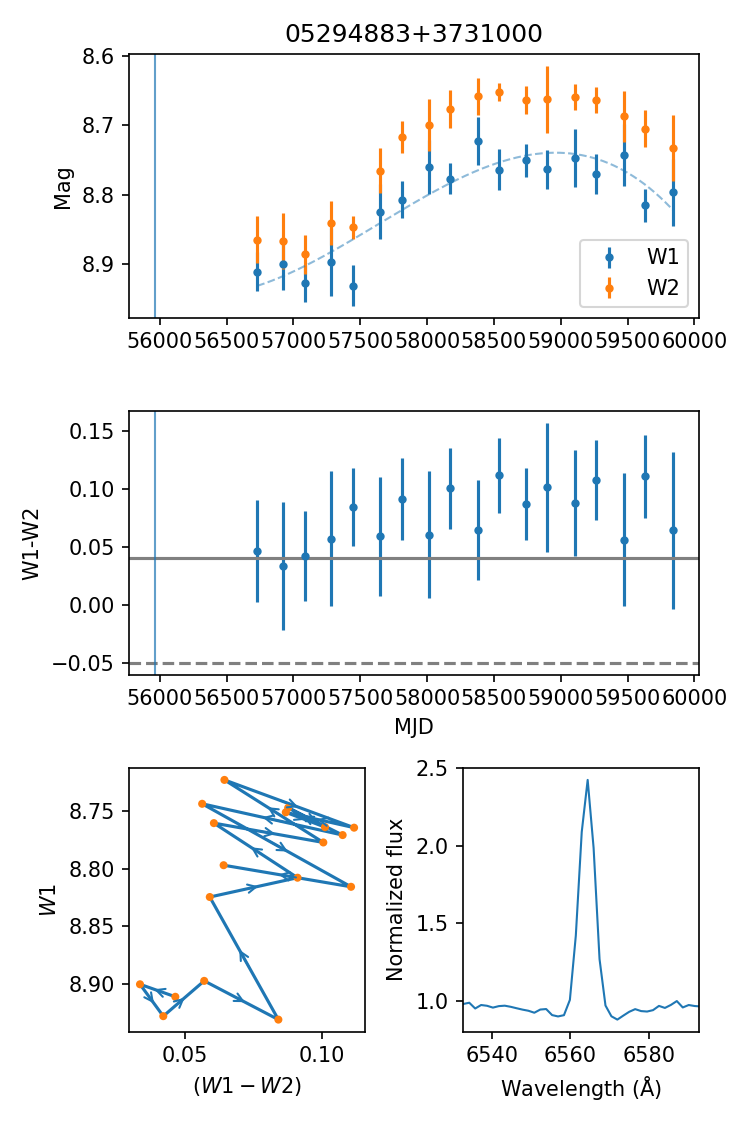 05294883+3731000
8.6
8.7
8.8
8.9
Mag
W1
W2
56000 56500 57000 57500 58000 58500 59000 59500 60000
0.15
0.10
0.05
0.00
−0.05
W1-W2
56000 56500 57000 57500 58000 58500 59000 59500 60000
MJD
8.75
8.80
8.85
8.90
W1
0.05 0.10
(W1 − W2)
2.5
2.0
1.5
1.0
Normalized flux
6540 6560 6580
Wavelength (Å)